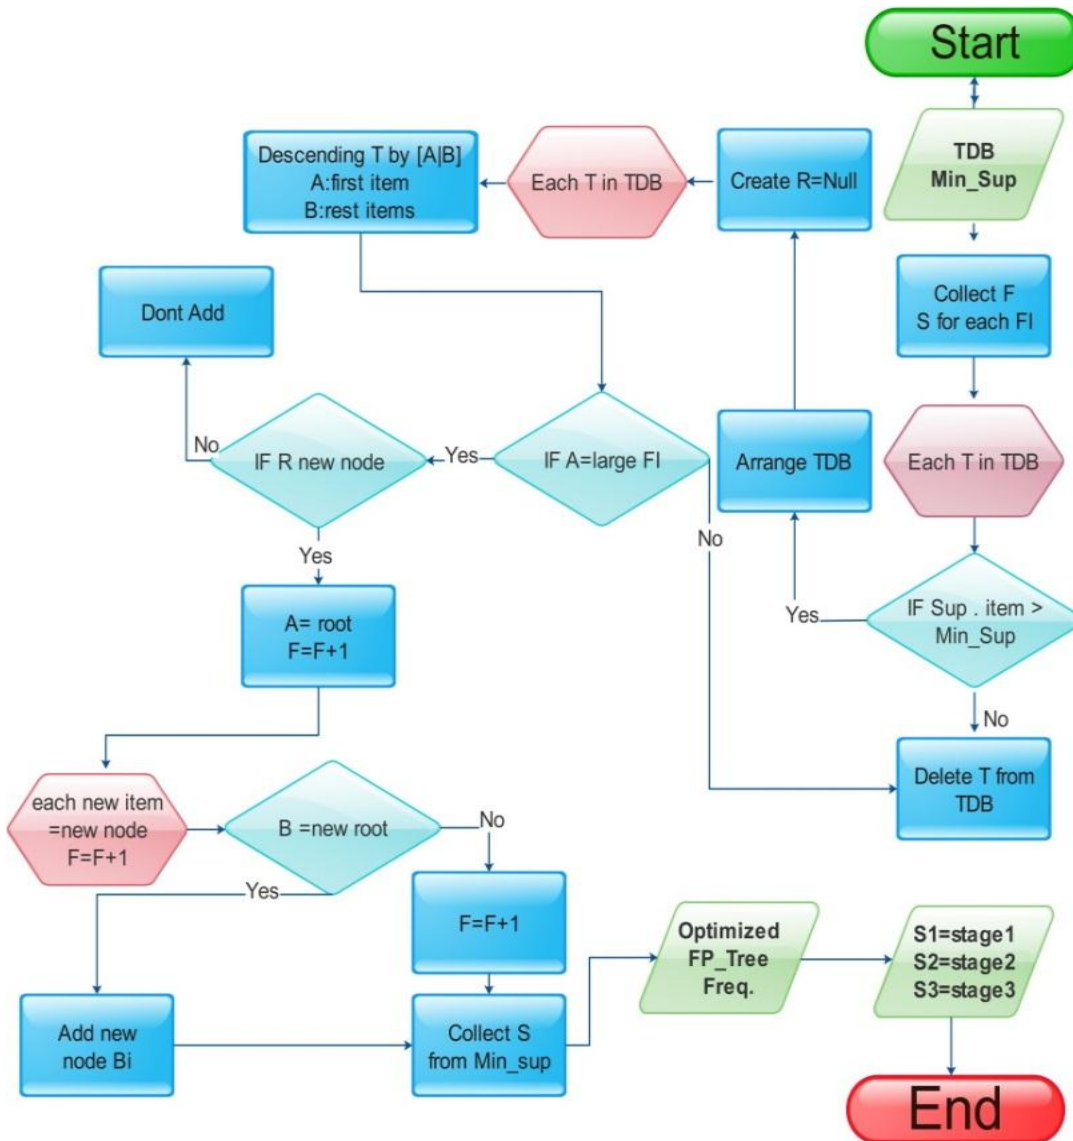 Start
TDB
Min_Sup
Collect F
S for each FI
Each T in TDB
IF Sup . item >
Min_Sup
Yes
No
Delete T from
TDB
Arrange TDB
Create R=Null
Each T in TDB
Descending T by [A|B]
A:first item
B:rest items
IF A=large FI
Yes
No
IF R new node
No
Yes
Dont Add
A= root
F=F+1
each new item
=new node
F=F+1
B =new root
No
Yes
F=F+1
Add new
node Bi
Collect S
from Min_sup
Optimized
FP_Tree
Freq.
S1=stage1
S2=stage2
S3=stage3
End